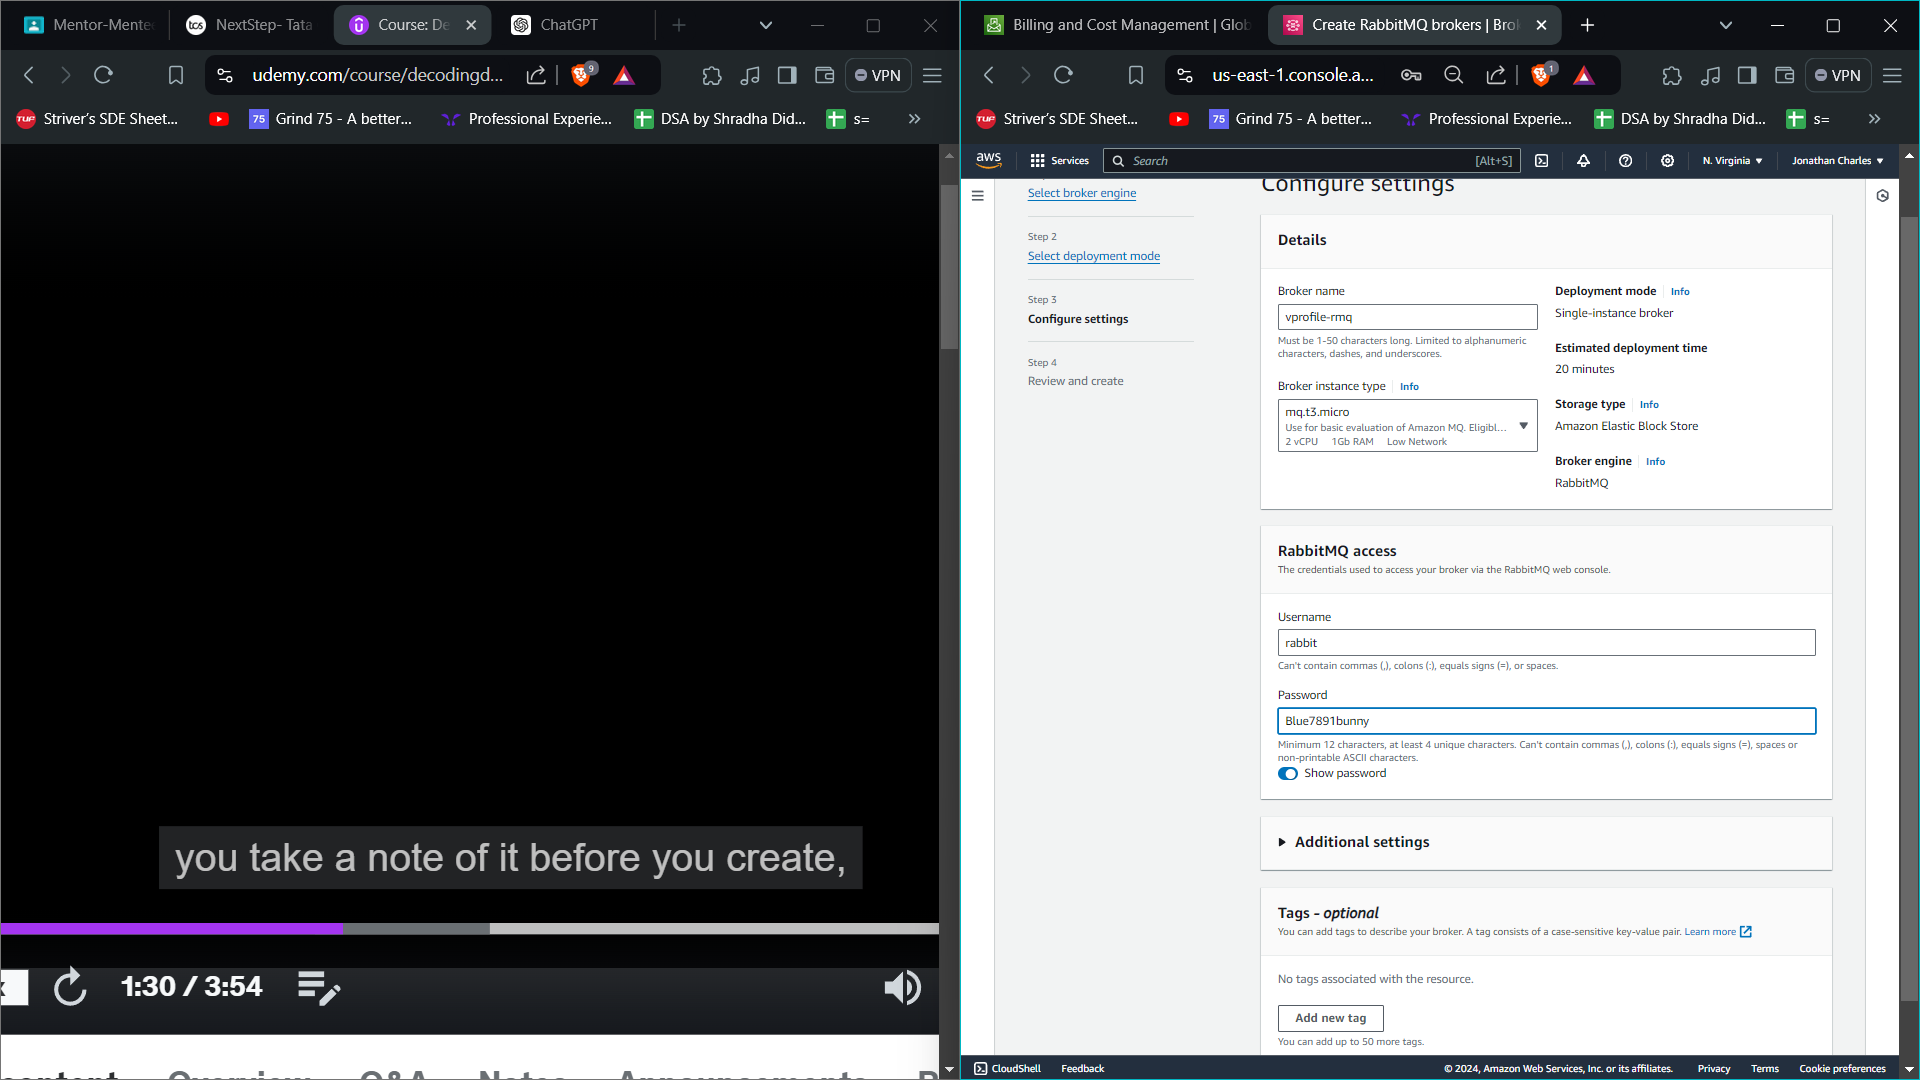 Mentor-Mente
NextStep- Tata
Course: De
ChatGPT
udemy.com/course/decodingd...
9
VPN
Striver's SDE Sheet...
Grind 75 - A better...
Professional Experie...
DSA by Shradha Did...
s=
you take a note of it before you create,
1:30 / 3:54
Overview
Q&A
Notes
Announcements
Billing and Cost Management | Glob
Create RabbitMQ brokers | Bro
us-east-1.console.a...
1
VPN
Striver's SDE Sheet...
Grind 75 - A better...
Professional Experie...
DSA by Shradha Did...
s=
aws
Services
Search
[Alt+S]
N. Virginia
Jonathan Charles
Select broker engine
Step 2
Select deployment mode
Step 3
Configure settings
Step 4
Review and create
Configure settings
Details
Broker name
vprofile-rmq
Must be 1-50 characters long. Limited to alphanumeric
characters, dashes, and underscores.
Broker instance type
Info
mq.t3.micro
Use for basic evaluation of Amazon MQ. Eligibl...
2 vCPU 1Gb RAM Low Network
Deployment mode
Info
Single-instance broker
Estimated deployment time
20 minutes
Storage type
Info
Amazon Elastic Block Store
Broker engine
Info
RabbitMQ
RabbitMQ access
The credentials used to access your broker via the RabbitMQ web console.
Username
rabbit
Can't contain commas (,), colons (:), equals signs (=), or spaces.
Password
Blue7891bunny
Minimum 12 characters, at least 4 unique characters. Can't contain commas (,), colons (:), equals signs (=), spaces or
non-printable ASCII characters.
Show password
Additional settings
Tags - optional
You can add tags to describe your broker. A tag consists of a case-sensitive key-value pair. Learn more
No tags associated with the resource.
Add new tag
You can add up to 50 more tags.
CloudShell
Feedback
© 2024, Amazon Web Services, Inc. or its affiliates.
Privacy
Terms
Cookie preferences